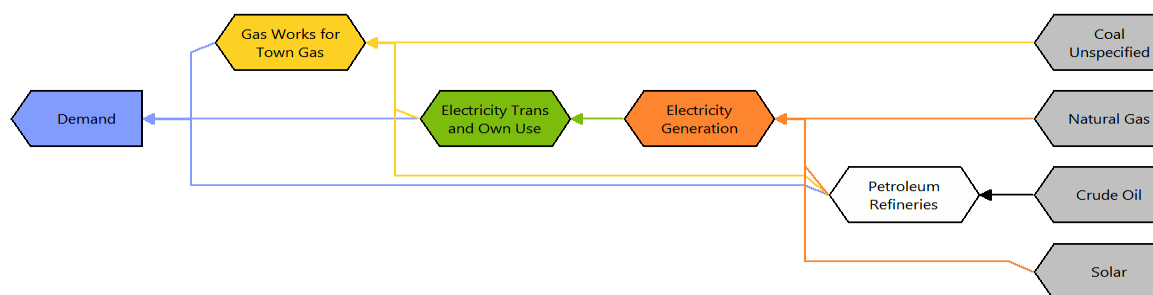 Gas Works for
Town Gas
Coal
Unspecified
Demand
Electricity Trans
and Own Use
Electricity
Generation
Natural Gas
Petroleum
Refineries
Crude Oil
Solar